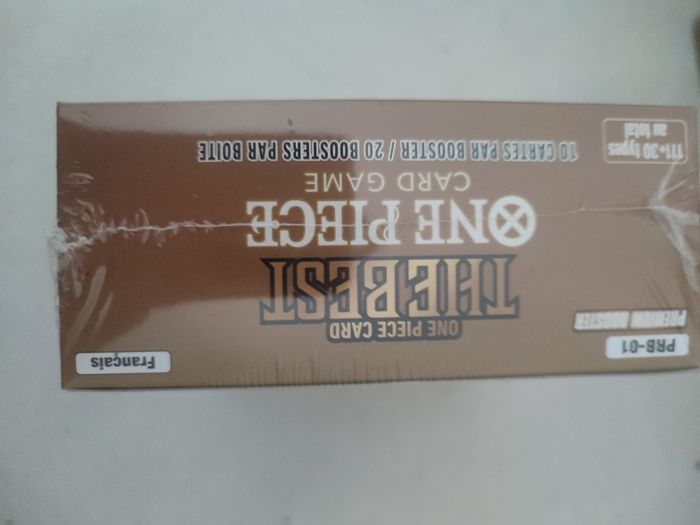 PRB-01
PREMIUM BOOSTER
Français
ONE PIECE CARD
THE BEST
ONE PIECE
CARD GAME
10 CARTES PAR BOOSTER / 20 BOOSTERS PAR BOITE
111+30 types
au total